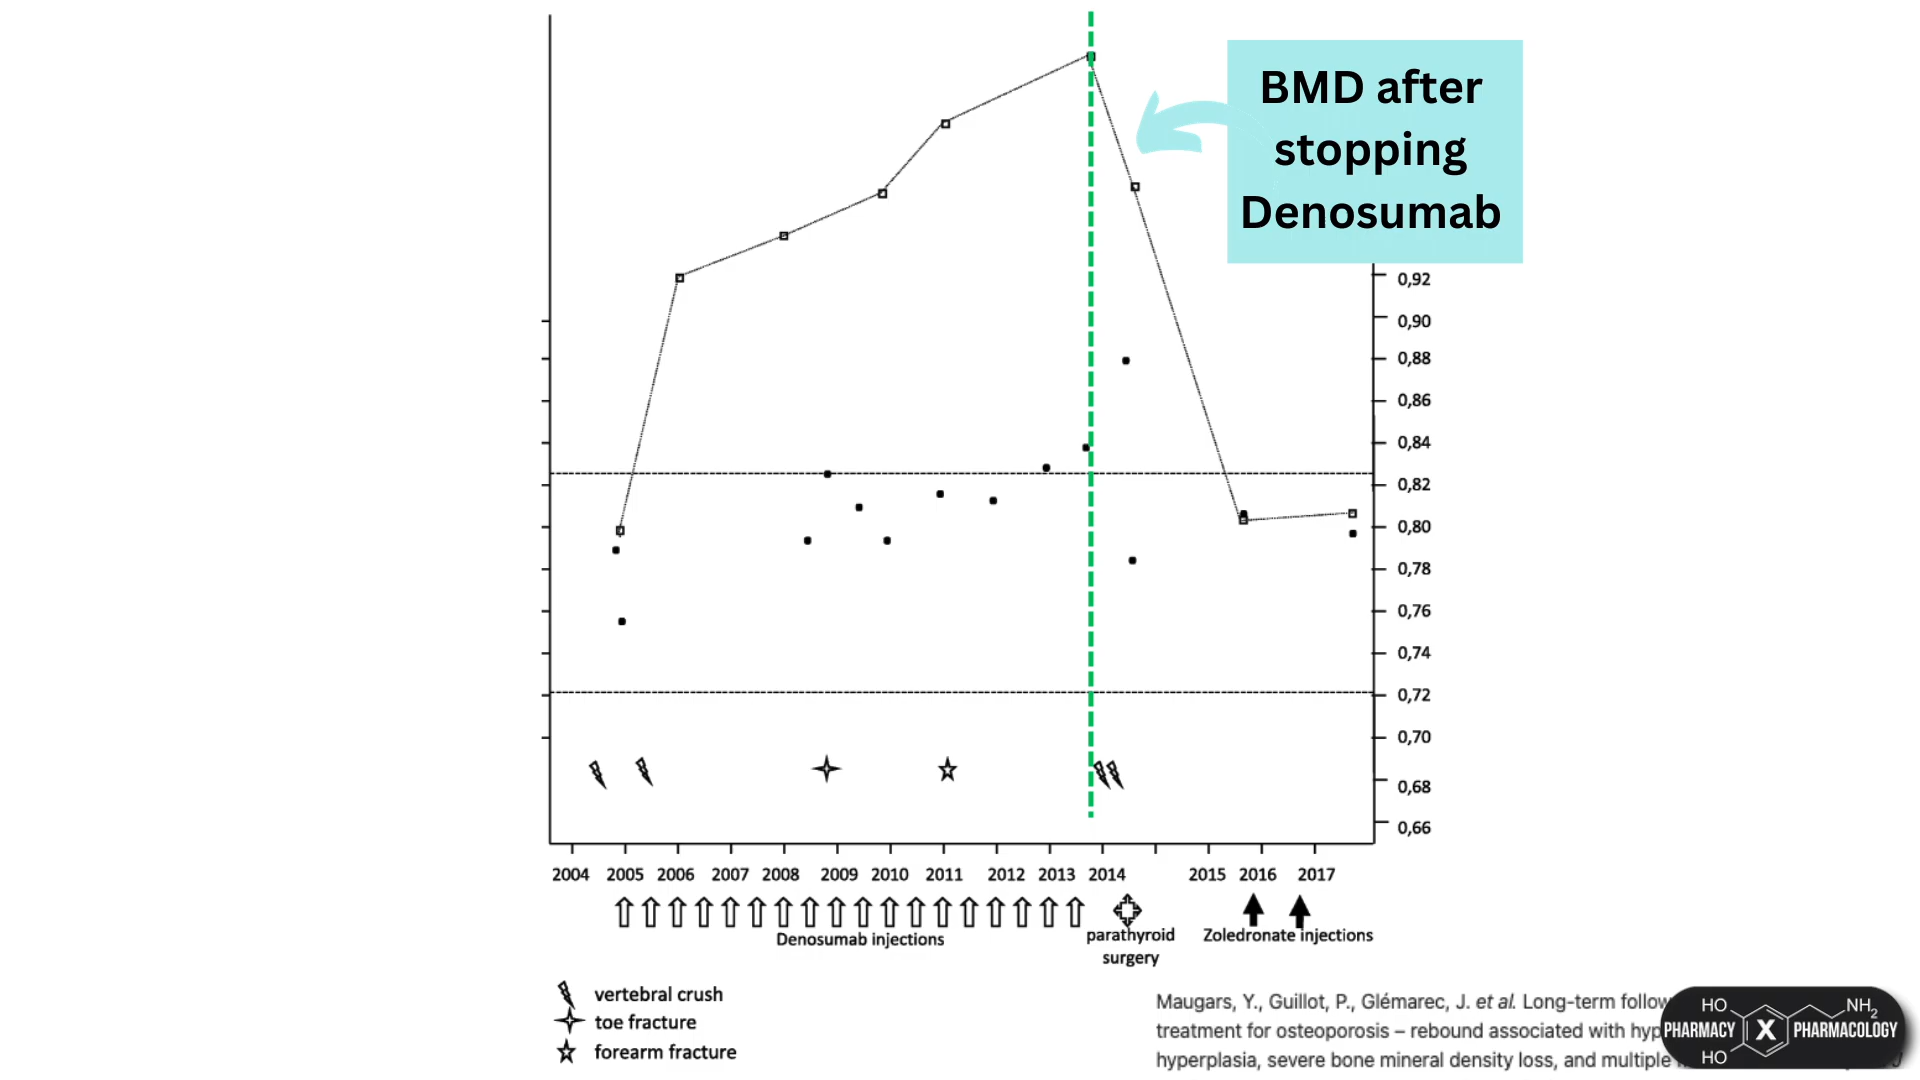 BMD after
stopping
Denosumab
0,92
0,90
0,88
0,86
0,84
0,82
0,80
0,78
0,76
0,74
0,72
0,70
0,68
0,66
2004 2005 2006 2007 2008 2009 2010 2011 2012 2013 2014 2015 2016 2017
Denosumab injections
parathyroid
surgery
Zoledronate injections
vertebral crush
toe fracture
forearm fracture
Maugars, Y., Guillot, P., Glémarec, J. et al. Long-term follow
treatment for osteoporosis – rebound associated with hyp
hyperplasia, severe bone mineral density loss, and multiple
HO NH2
PHARMACY X PHARMACOLOGY
HO